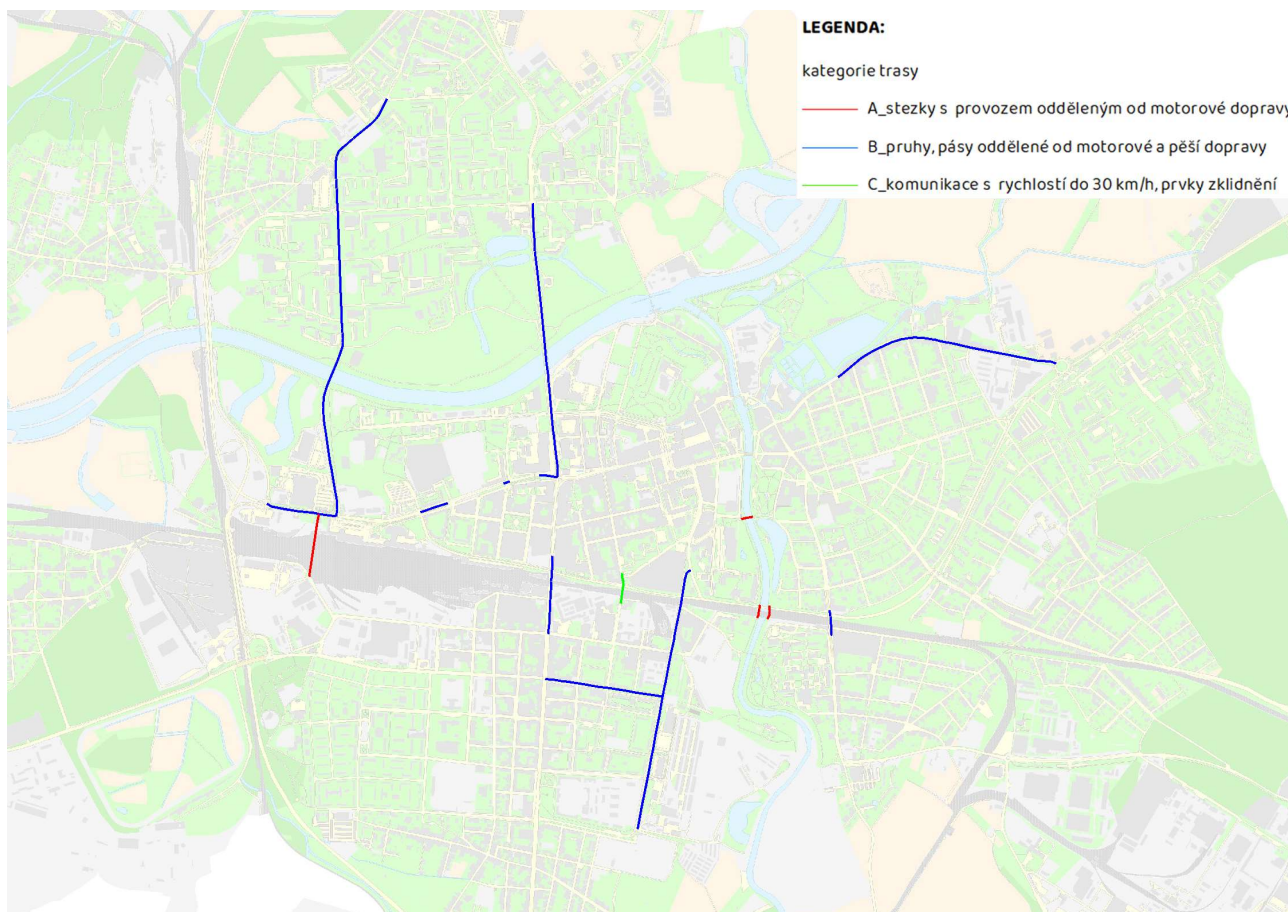 LEGENDA:
kategorie trasy
A_stezky s provozem odděleným od motorové dopravy
B_pruhy, pásy oddělené od motorové a pěší dopravy
C_komunikace s rychlostí do 30 km/h, prvky zklidnění